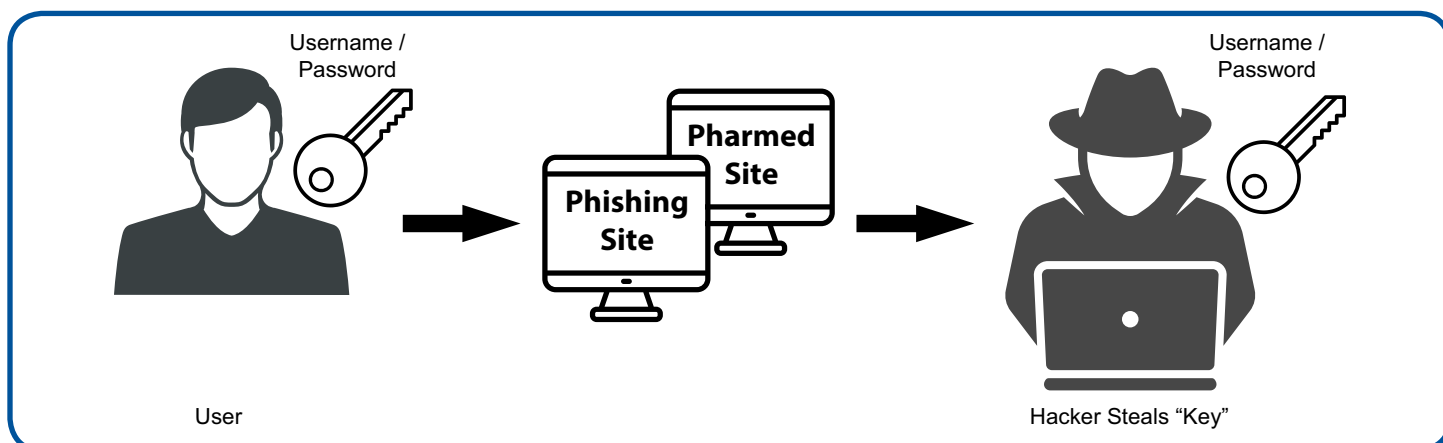 Username /
Password
Pharmed
Site
Phishing
Site
Username /
Password
User
Hacker Steals “Key”